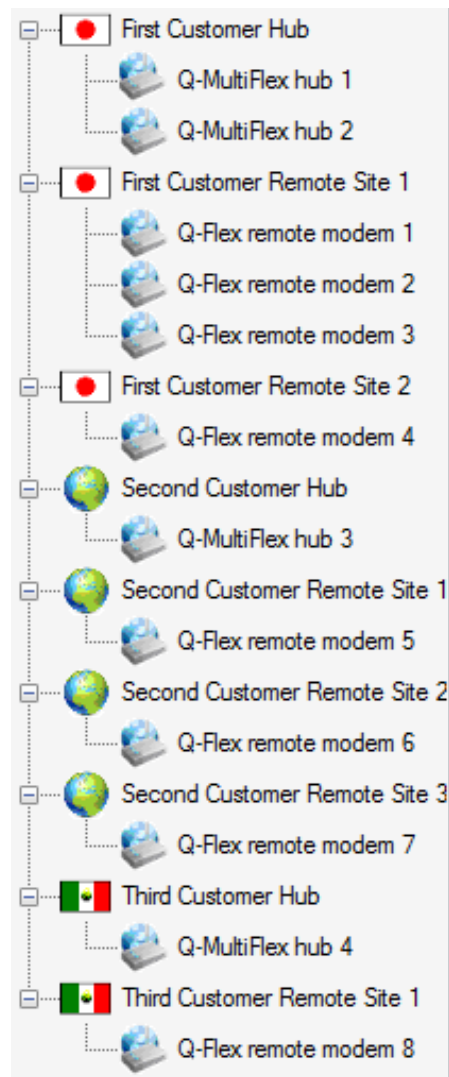 First Customer Hub
Q-MultiFlex hub 1
Q-MultiFlex hub 2
First Customer Remote Site 1
Q-Flex remote modem 1
Q-Flex remote modem 2
Q-Flex remote modem 3
First Customer Remote Site 2
Q-Flex remote modem 4
Second Customer Hub
Q-MultiFlex hub 3
Second Customer Remote Site 1
Q-Flex remote modem 5
Second Customer Remote Site 2
Q-Flex remote modem 6
Second Customer Remote Site 3
Q-Flex remote modem 7
Third Customer Hub
Q-MultiFlex hub 4
Third Customer Remote Site 1
Q-Flex remote modem 8